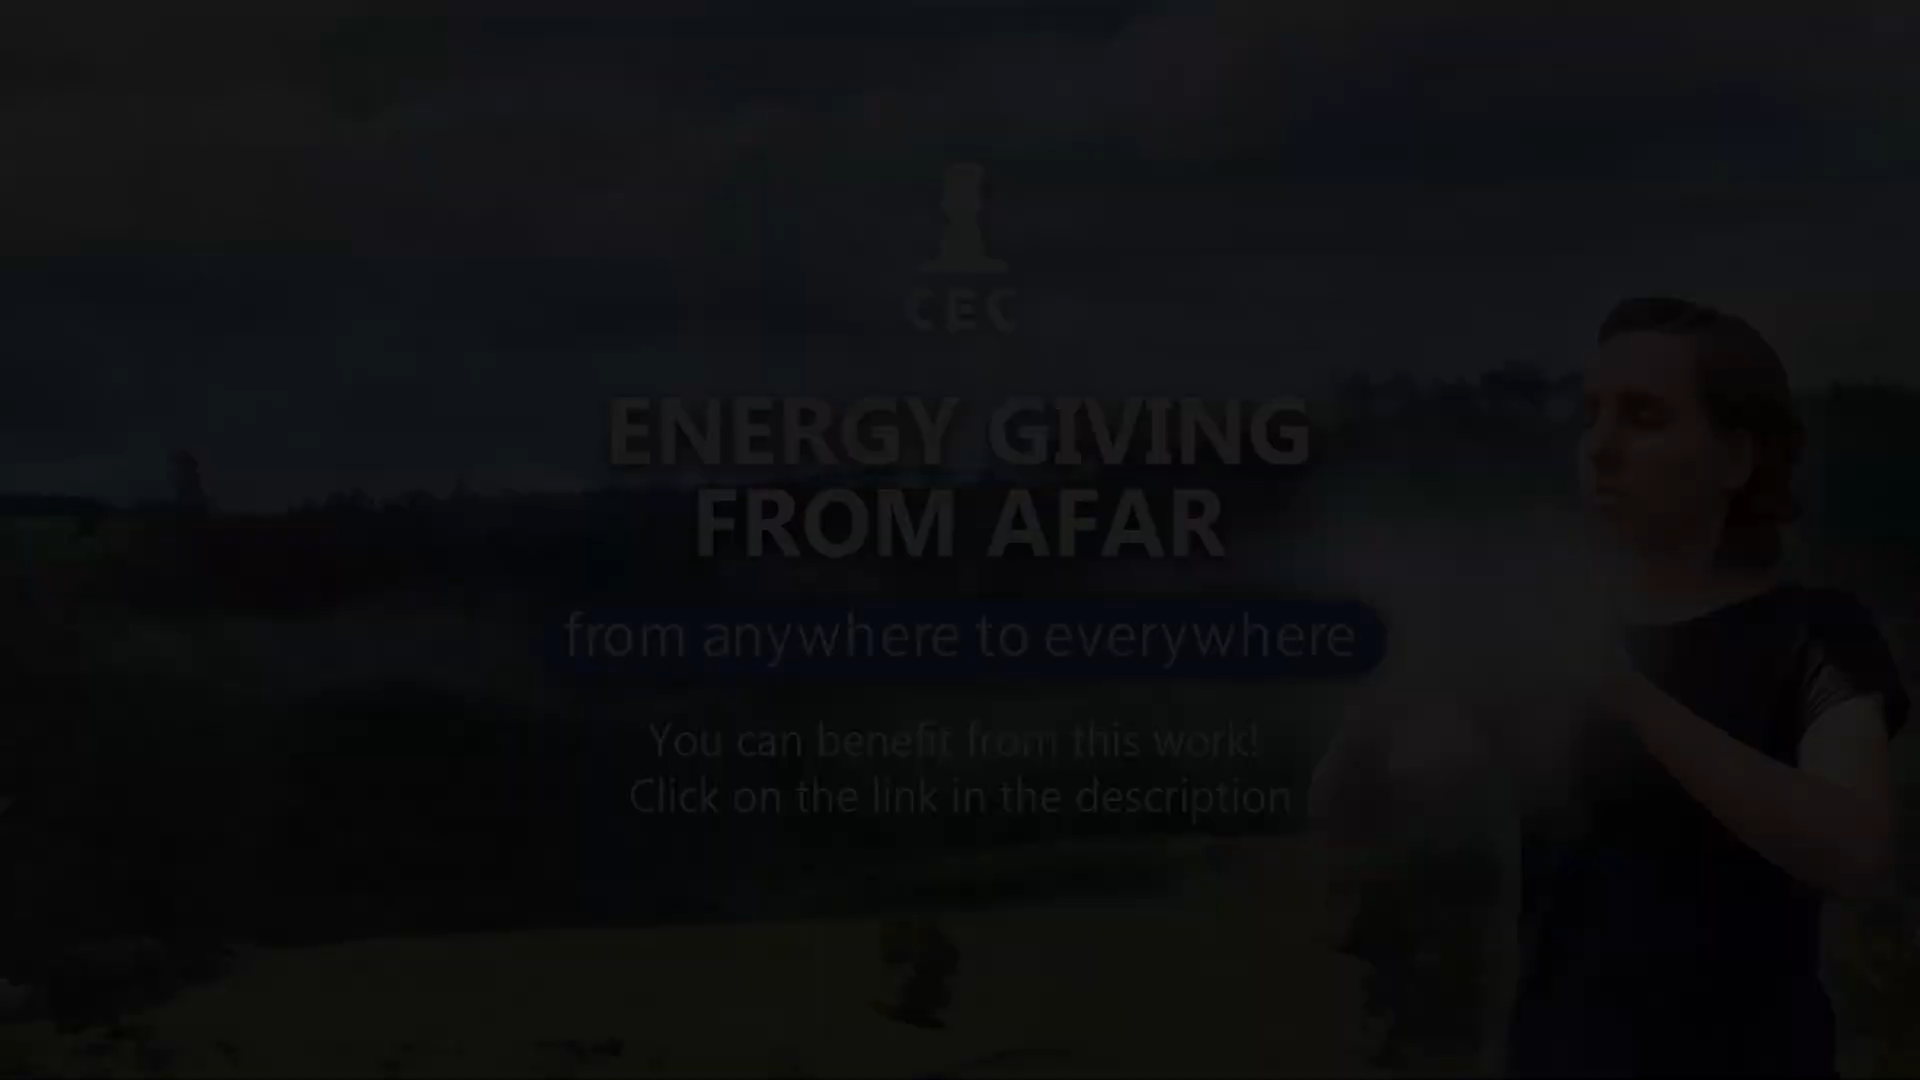 CEC
ENERGY GIVING
FROM AFAR
from anywhere to everywhere
You can benefit from this work!
Click on the link in the description